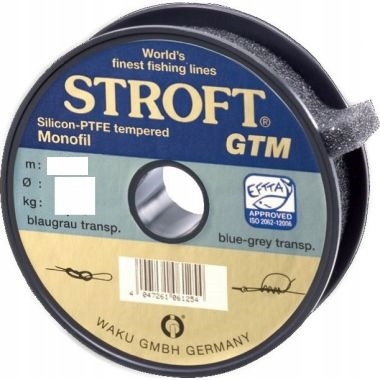 World's
finest fishing lines
STROFT®
GTM
Silicon-PTFE tempered
Monofil
m:
Ø :
kg:
blaugrau transp.
EFTTA
APPROVED
ISO 2062-12006
blue-grey transp.
4 047261 061254
WAKU GMBH GERMANY